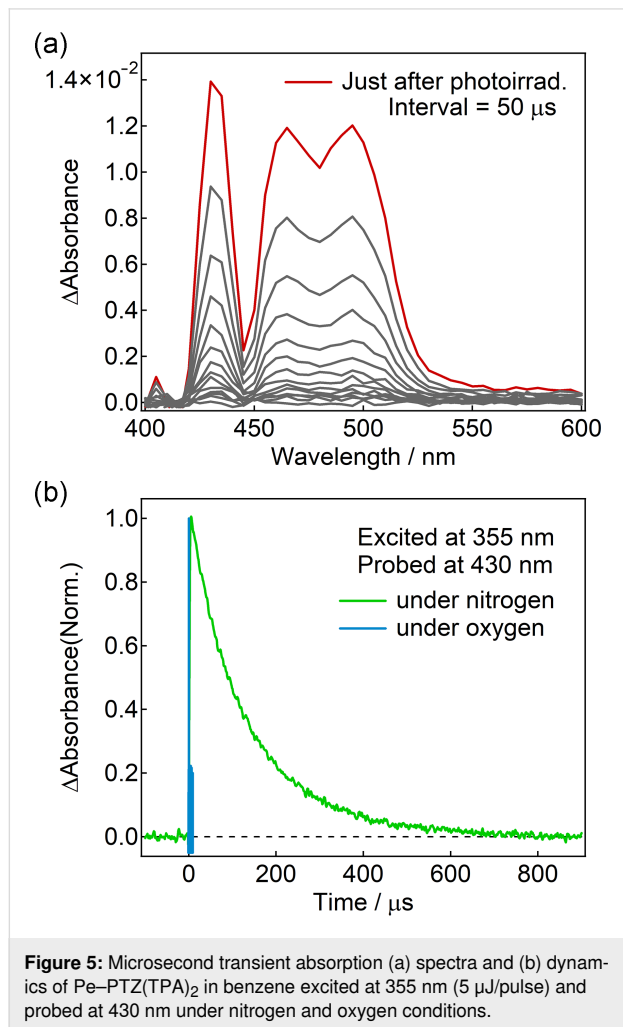 (a)
1.4×10⁻²
1.2
1.0
0.8
0.6
0.4
0.2
0.0
ΔAbsorbance
Just after photoirrad.
Interval = 50 μs
400
450
500
550
600
Wavelength / nm
(b)
1.0
0.8
0.6
0.4
0.2
0.0
ΔAbsorbance(Norm.)
Excited at 355 nm
Probed at 430 nm
under nitrogen
under oxygen
0
200
400
600
800
Time / μs
Figure 5: Microsecond transient absorption (a) spectra and (b) dynam-
ics of Pe–PTZ(TPA)₂ in benzene excited at 355 nm (5 μJ/pulse) and
probed at 430 nm under nitrogen and oxygen conditions.